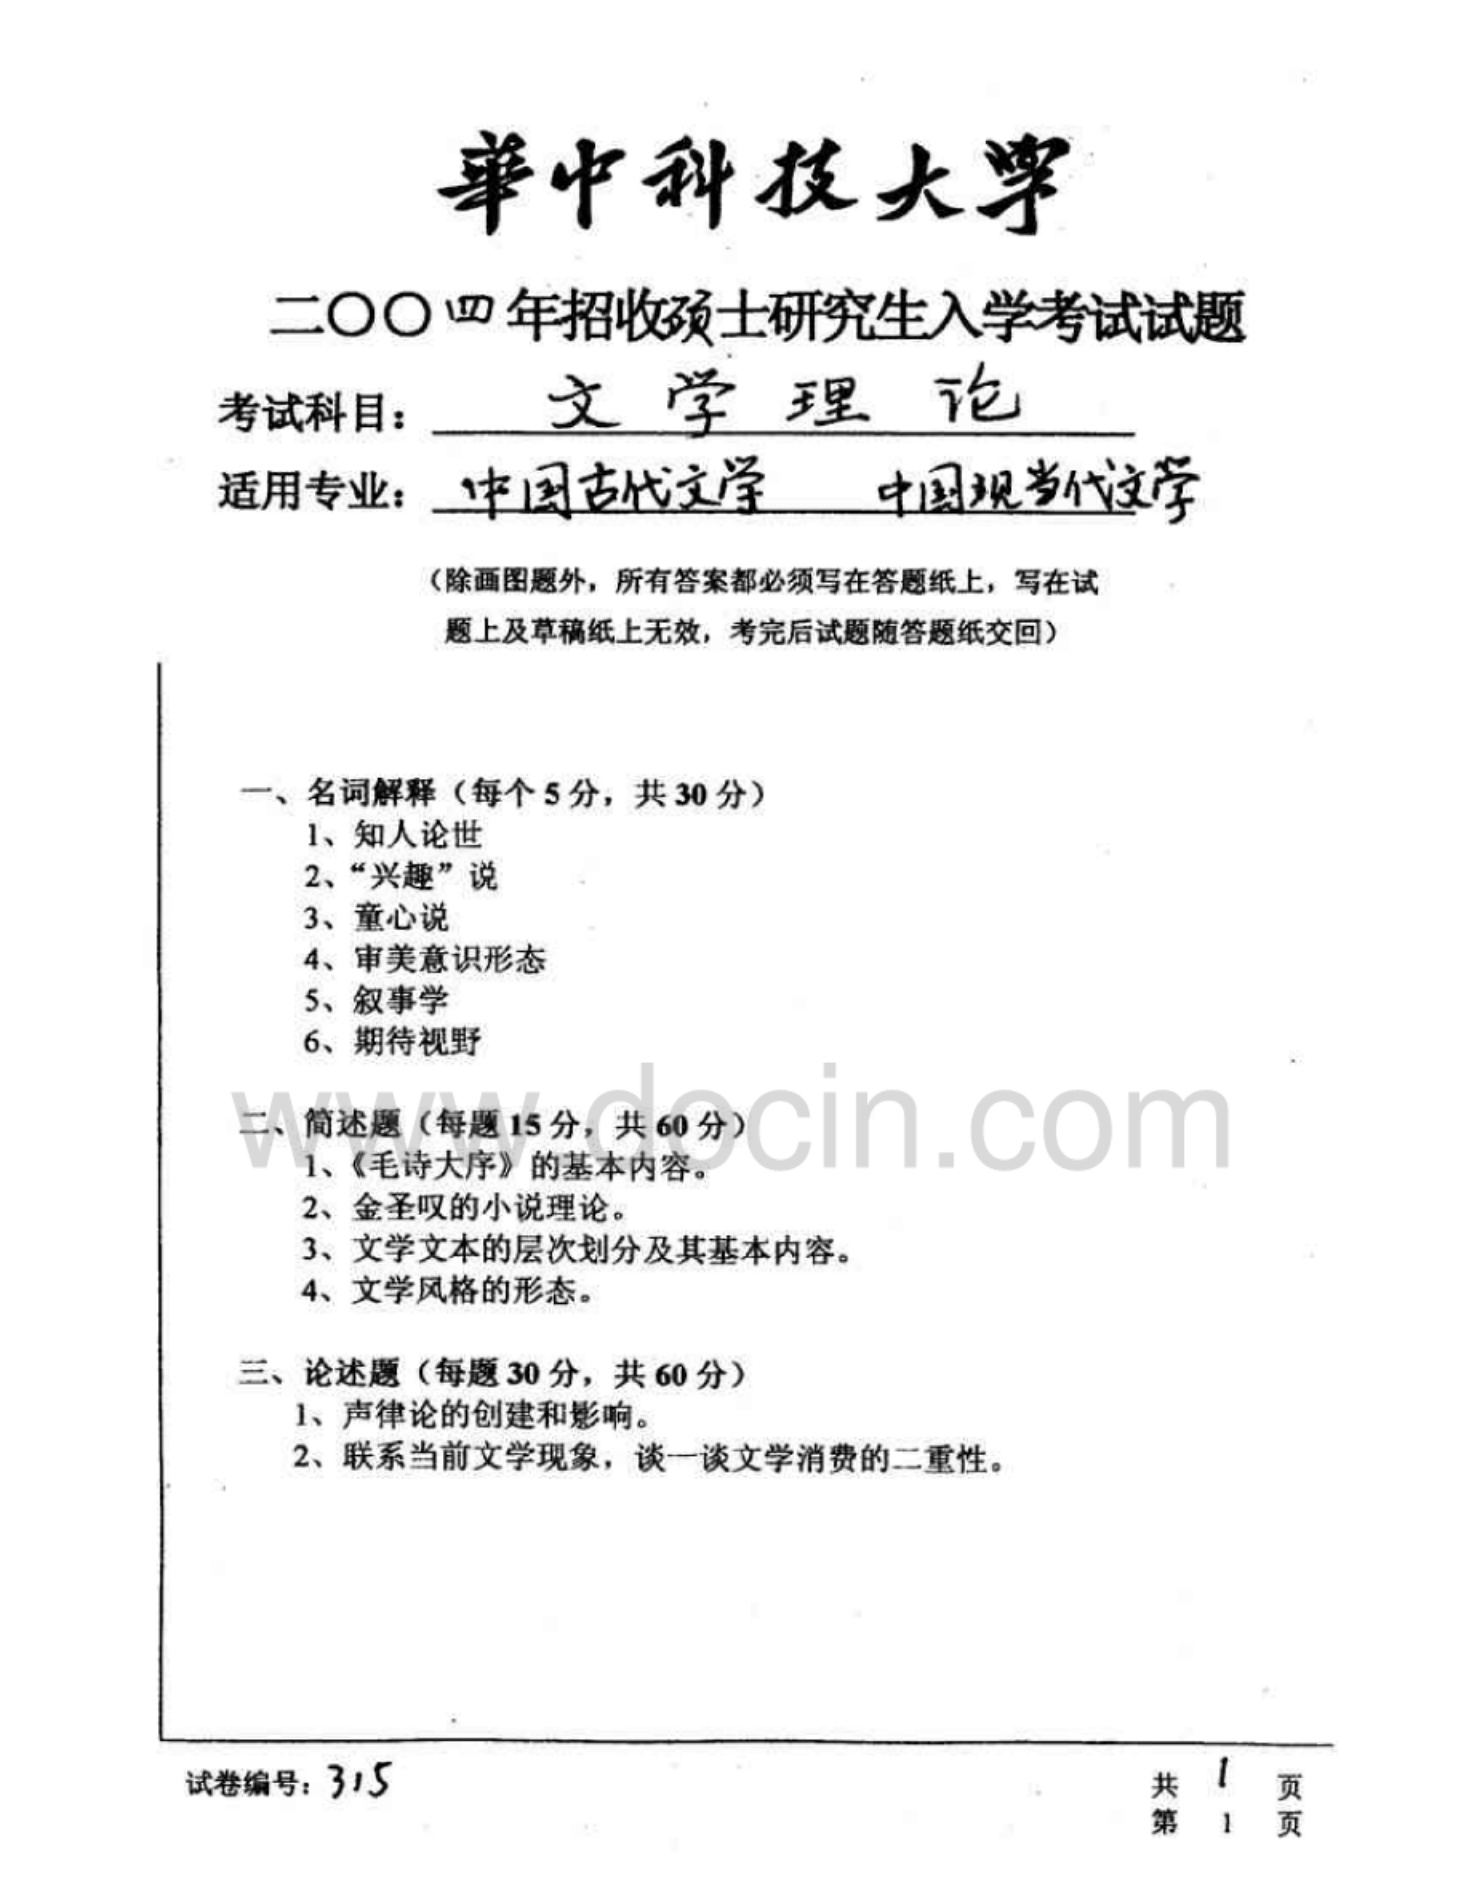 華中科技大学
二〇〇四年招收硕士研究生入学考试试题
考试科目：文学理论
适用专业：中国古代文学 中国现当代文学
（除画图题外，所有答案都必须写在答题纸上，写在试
题上及草稿纸上无效，考完后试题随答题纸交回）
一、名词解释（每个 5 分，共 30 分）
1、知人论世
2、“兴趣”说
3、童心说
4、审美意识形态
5、叙事学
6、期待视野
www.docin.com
二、简述题（每题 15 分，共 60 分）
1、《毛诗大序》的基本内容。
2、金圣叹的小说理论。
3、文学文本的层次划分及其基本内容。
4、文学风格的形态。
三、论述题（每题 30 分，共 60 分）
1、声律论的创建和影响。
2、联系当前文学现象，谈一谈文学消费的二重性。
试卷编号：315
共 1 页
第 1 页